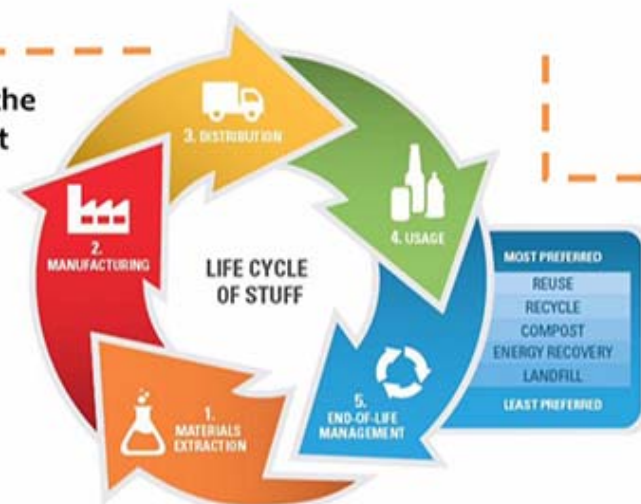 the
t
3. DISTRIBUTION
4. USAGE
2.
MANUFACTURING
LIFE CYCLE
OF STUFF
MOST PREFERRED
REUSE
RECYCLE
COMPOST
ENERGY RECOVERY
LANDFILL
LEAST PREFERRED
5.
END-OF-LIFE
MANAGEMENT
1.
MATERIALS
EXTRACTION